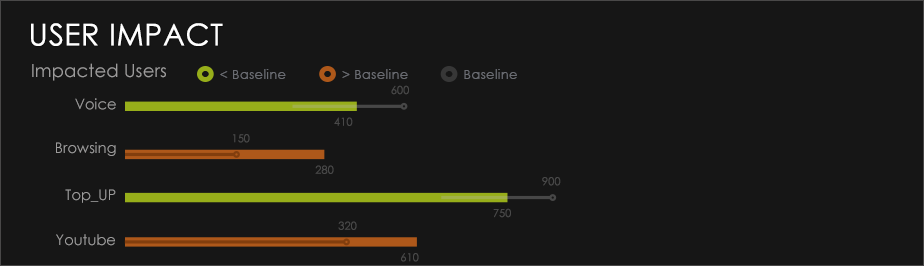 USER IMPACT
Impacted Users < Baseline > Baseline Baseline
600
Voice
410
150
Browsing
280
900
Top_UP
750
320
Youtube
610